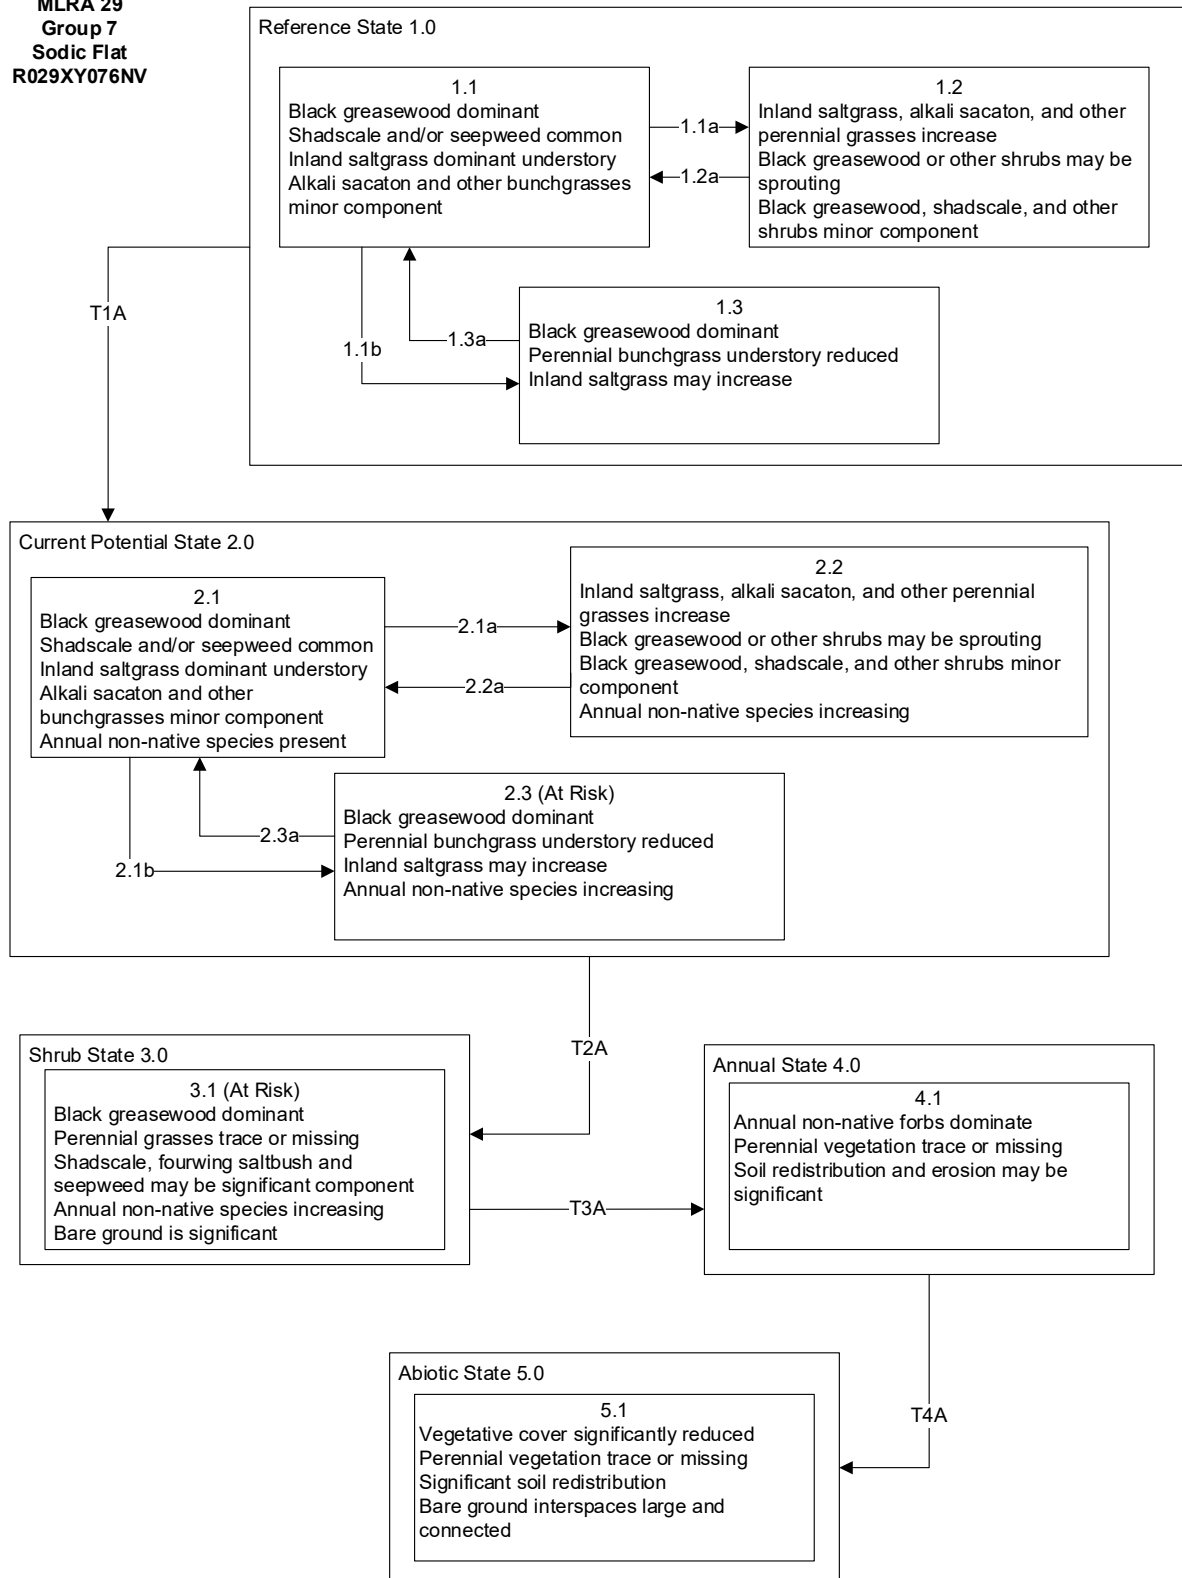 MLRA 29
Group 7
Sodic Flat
R029XY076NV
Reference State 1.0
1.1
Black greasewood dominant
Shadscale and/or seepweed common
Inland saltgrass dominant understory
Alkali sacaton and other bunchgrasses
minor component
1.1a
1.2a
1.2
Inland saltgrass, alkali sacaton, and other
perennial grasses increase
Black greasewood or other shrubs may be
sprouting
Black greasewood, shadscale, and other
shrubs minor component
T1A
1.1b
1.3a
1.3
Black greasewood dominant
Perennial bunchgrass understory reduced
Inland saltgrass may increase
Current Potential State 2.0
2.1
Black greasewood dominant
Shadscale and/or seepweed common
Inland saltgrass dominant understory
Alkali sacaton and other
bunchgrasses minor component
Annual non-native species present
2.1a
2.2a
2.2
Inland saltgrass, alkali sacaton, and other perennial
grasses increase
Black greasewood or other shrubs may be sprouting
Black greasewood, shadscale, and other shrubs minor
component
Annual non-native species increasing
2.1b
2.3a
2.3 (At Risk)
Black greasewood dominant
Perennial bunchgrass understory reduced
Inland saltgrass may increase
Annual non-native species increasing
T2A
Shrub State 3.0
3.1 (At Risk)
Black greasewood dominant
Perennial grasses trace or missing
Shadscale, fourwing saltbush and
seepweed may be significant component
Annual non-native species increasing
Bare ground is significant
T3A
Annual State 4.0
4.1
Annual non-native forbs dominate
Perennial vegetation trace or missing
Soil redistribution and erosion may be
significant
T4A
Abiotic State 5.0
5.1
Vegetative cover significantly reduced
Perennial vegetation trace or missing
Significant soil redistribution
Bare ground interspaces large and
connected